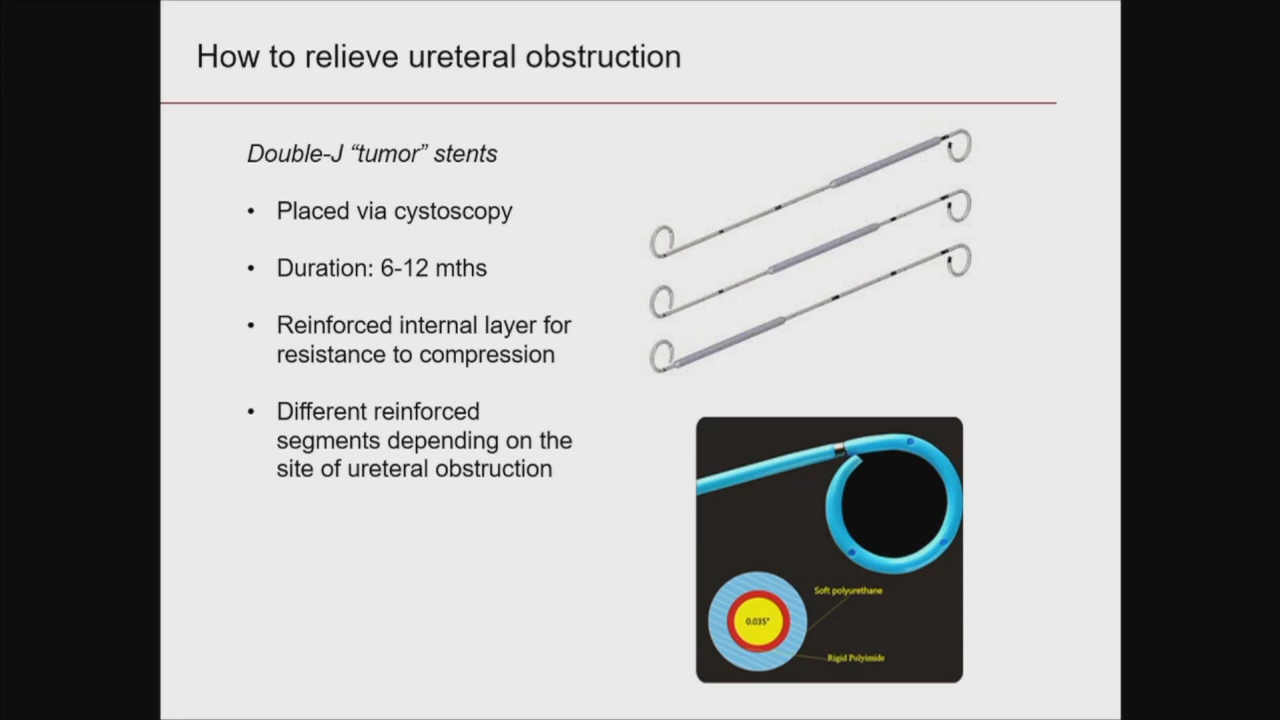 How to relieve ureteral obstruction
Double-J “tumor” stents
• Placed via cystoscopy
• Duration: 6-12 mths
• Reinforced internal layer for
resistance to compression
• Different reinforced
segments depending on the
site of ureteral obstruction
Soft polyurethane
0.035"
Rigid Polyimide